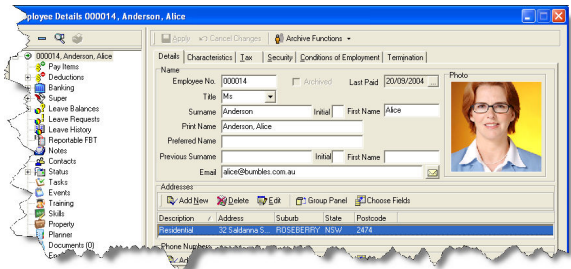 ployee Details 000014, Anderson, Alice
Apply Cancel Changes Archive Functions
000014, Anderson, Alice
Pay Items
Deductions
Banking
Super
Leave Balances
Leave Requests
Leave History
Reportable FBT
Notes
Contacts
Status
Tasks
Events
Training
Skills
Property
Planner
Documents (0)
Details Characteristics Tax Security Conditions of Employment Termination
Name
Employee No. 000014 Archived Last Paid 20/09/2004 ...
Title Ms
Surname Anderson Initial First Name Alice
Print Name Anderson, Alice
Preferred Name
Previous Surname Initial First Name
Email alice@bumbles.com.au
Photo
Addresses
Add New Delete Edit Group Panel Choose Fields
Description / Address Suburb State Postcode
Residential 32 Saldanna S... ROSEBERRY NSW 2474
Phone Numbers